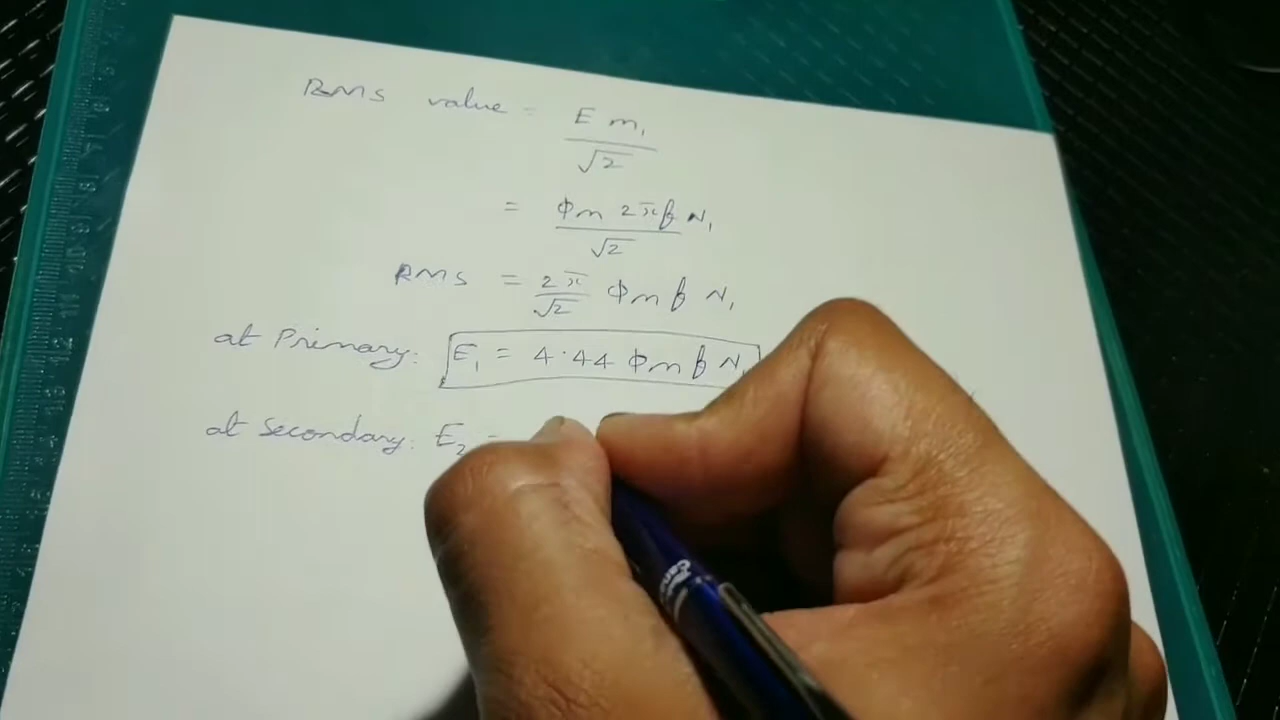 RMS value = E m₁ / √2
= Φm 2πf N₁ / √2
RMS = 2π / √2 Φm f N₁
at Primary: E₁ = 4.44 Φm f N₁
at Secondary: E₂ =